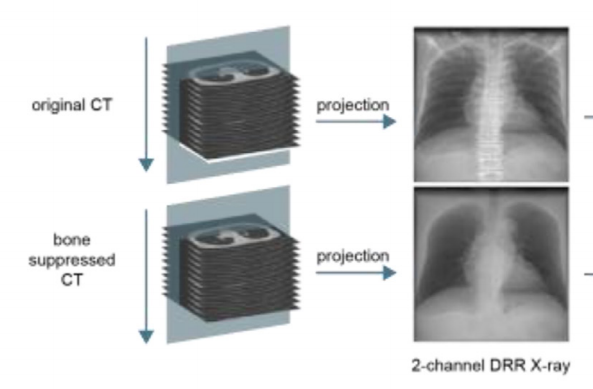 original CT
projection
bone
suppressed
CT
projection
2-channel DRR X-ray